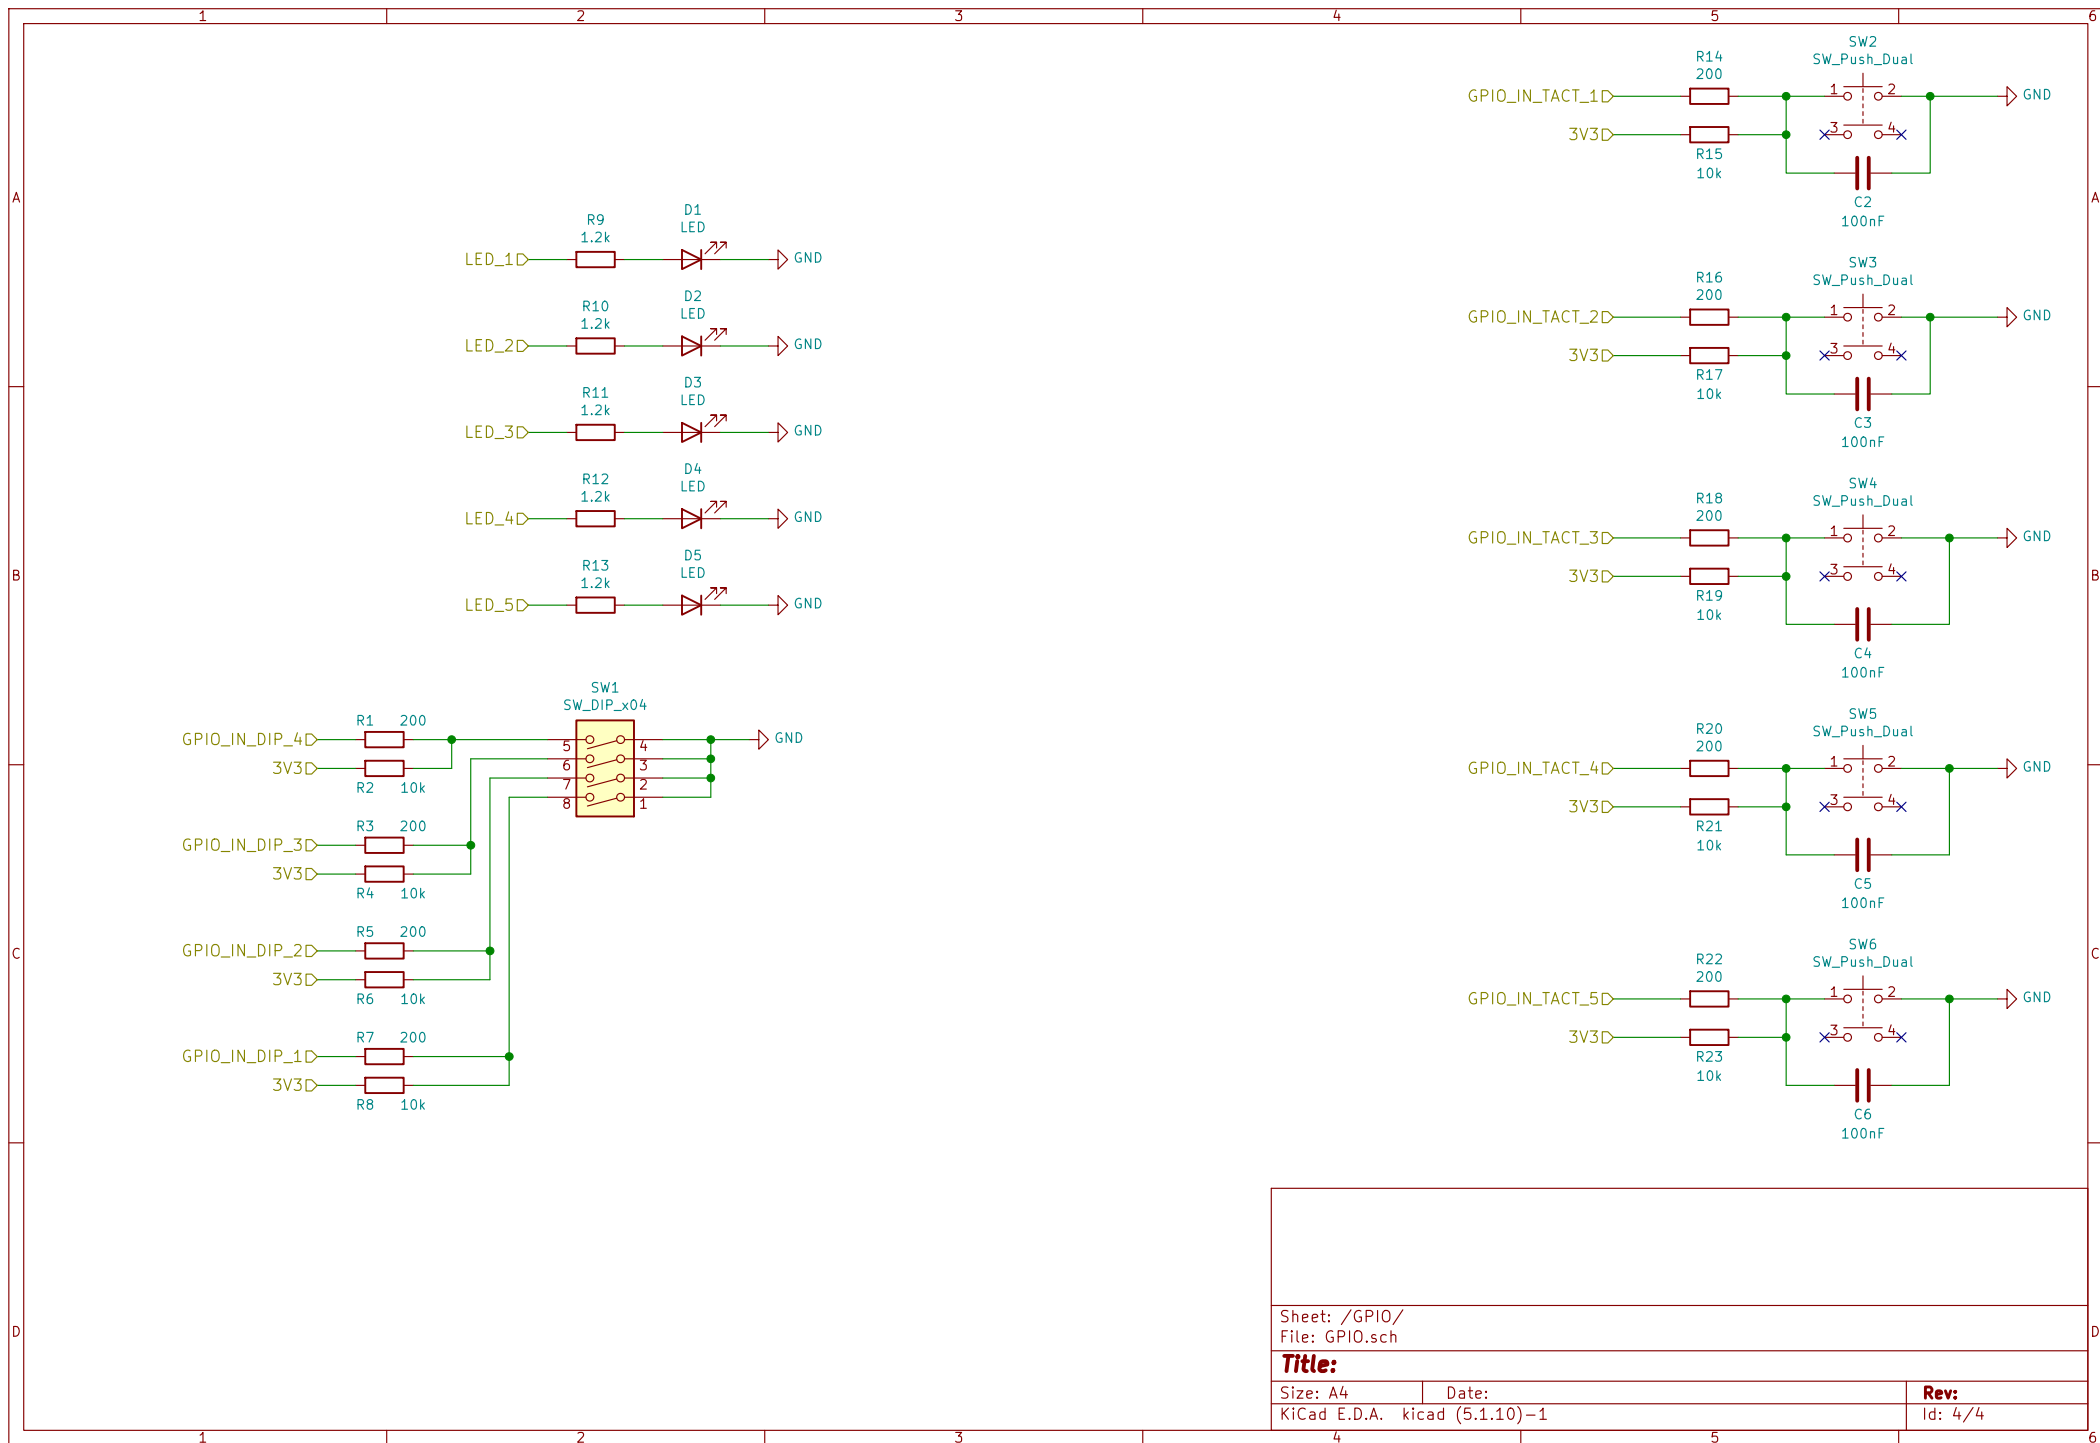 1 2 3 4 5 6
A
B
C
D
A
B
C
D
R9
1.2k
D1
LED
LED_1
GND
R10
1.2k
D2
LED
LED_2
GND
R11
1.2k
D3
LED
LED_3
GND
R12
1.2k
D4
LED
LED_4
GND
R13
1.2k
D5
LED
LED_5
GND
SW1
SW_DIP_x04
5 4
6 3
7 2
8 1
GND
R1 200
GPIO_IN_DIP_4
3V3
R2 10k
R3 200
GPIO_IN_DIP_3
3V3
R4 10k
R5 200
GPIO_IN_DIP_2
3V3
R6 10k
R7 200
GPIO_IN_DIP_1
3V3
R8 10k
SW2
SW_Push_Dual
R14
200
GPIO_IN_TACT_1
1 2
GND
3V3
3 4
R15
10k
C2
100nF
SW3
SW_Push_Dual
R16
200
GPIO_IN_TACT_2
1 2
GND
3V3
3 4
R17
10k
C3
100nF
SW4
SW_Push_Dual
R18
200
GPIO_IN_TACT_3
1 2
GND
3V3
3 4
R19
10k
C4
100nF
SW5
SW_Push_Dual
R20
200
GPIO_IN_TACT_4
1 2
GND
3V3
3 4
R21
10k
C5
100nF
SW6
SW_Push_Dual
R22
200
GPIO_IN_TACT_5
1 2
GND
3V3
3 4
R23
10k
C6
100nF
Sheet: /GPIO/
File: GPIO.sch
Title:
Size: A4 Date: Rev:
KiCad E.D.A. kicad (5.1.10)-1 Id: 4/4
1 2 3 4 5 6